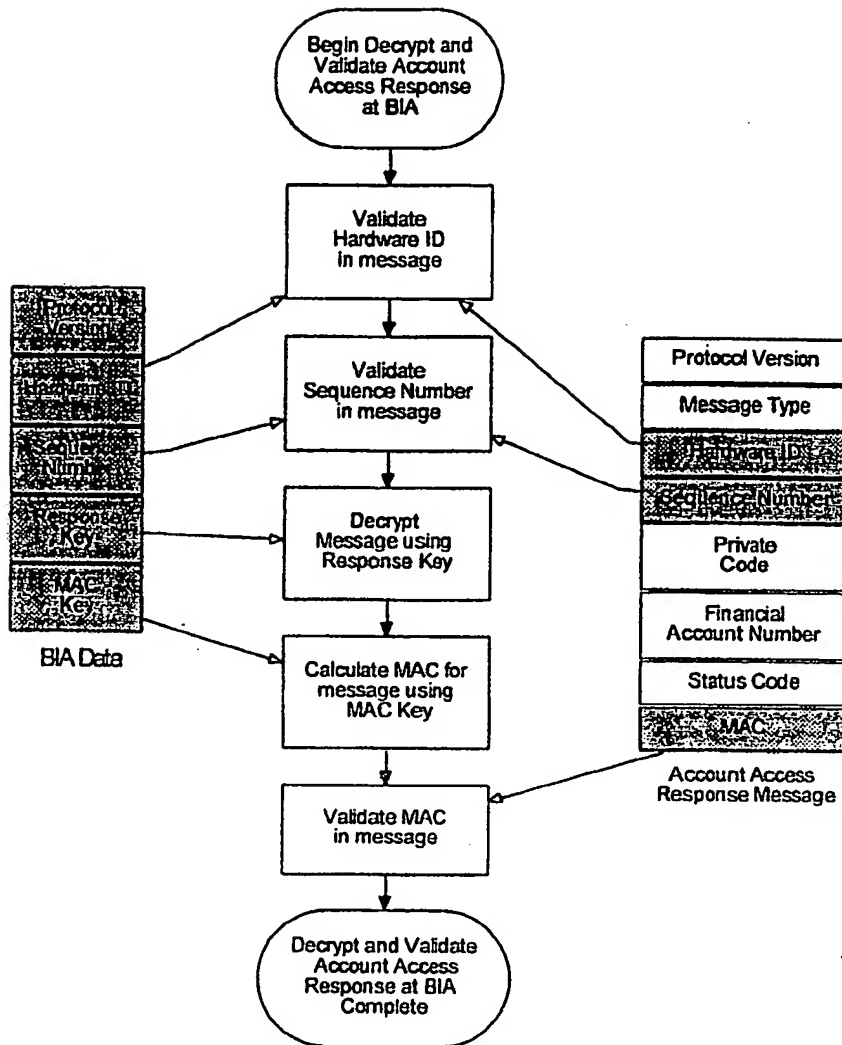 Begin Decrypt and
Validate Account
Access Response
at BIA
Validate
Hardware ID
in message
Validate
Sequence Number
in message
Decrypt
Message using
Response Key
Calculate MAC for
message using
MAC Key
Validate MAC
in message
Decrypt and Validate
Account Access
Response at BIA
Complete
Protocol
Version
Hardware ID
Sequence
Number
Response
Key
MAC
Key
BIA Data
Protocol Version
Message Type
Hardware ID
Sequence Number
Private
Code
Financial
Account Number
Status Code
MAC
Account Access
Response Message